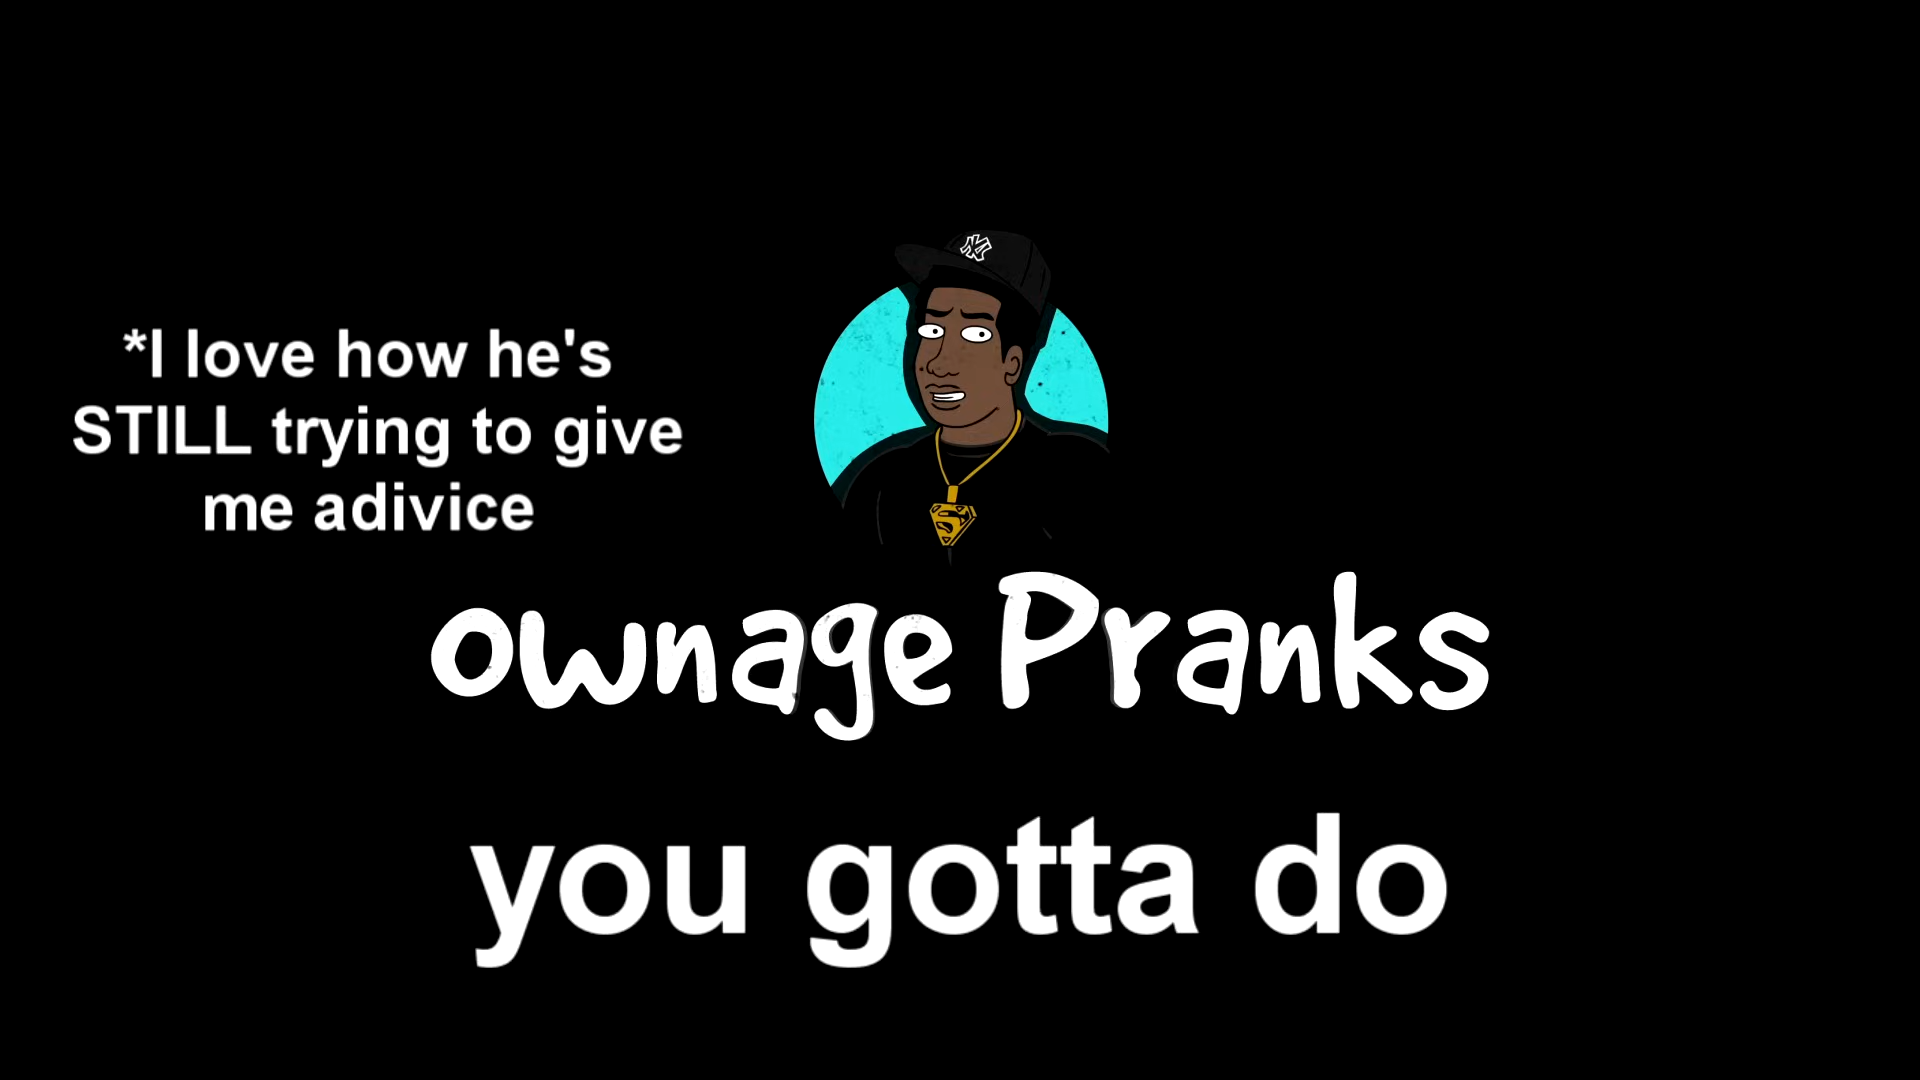 *I love how he's
STILL trying to give
me adivice
ownage Pranks
you gotta do